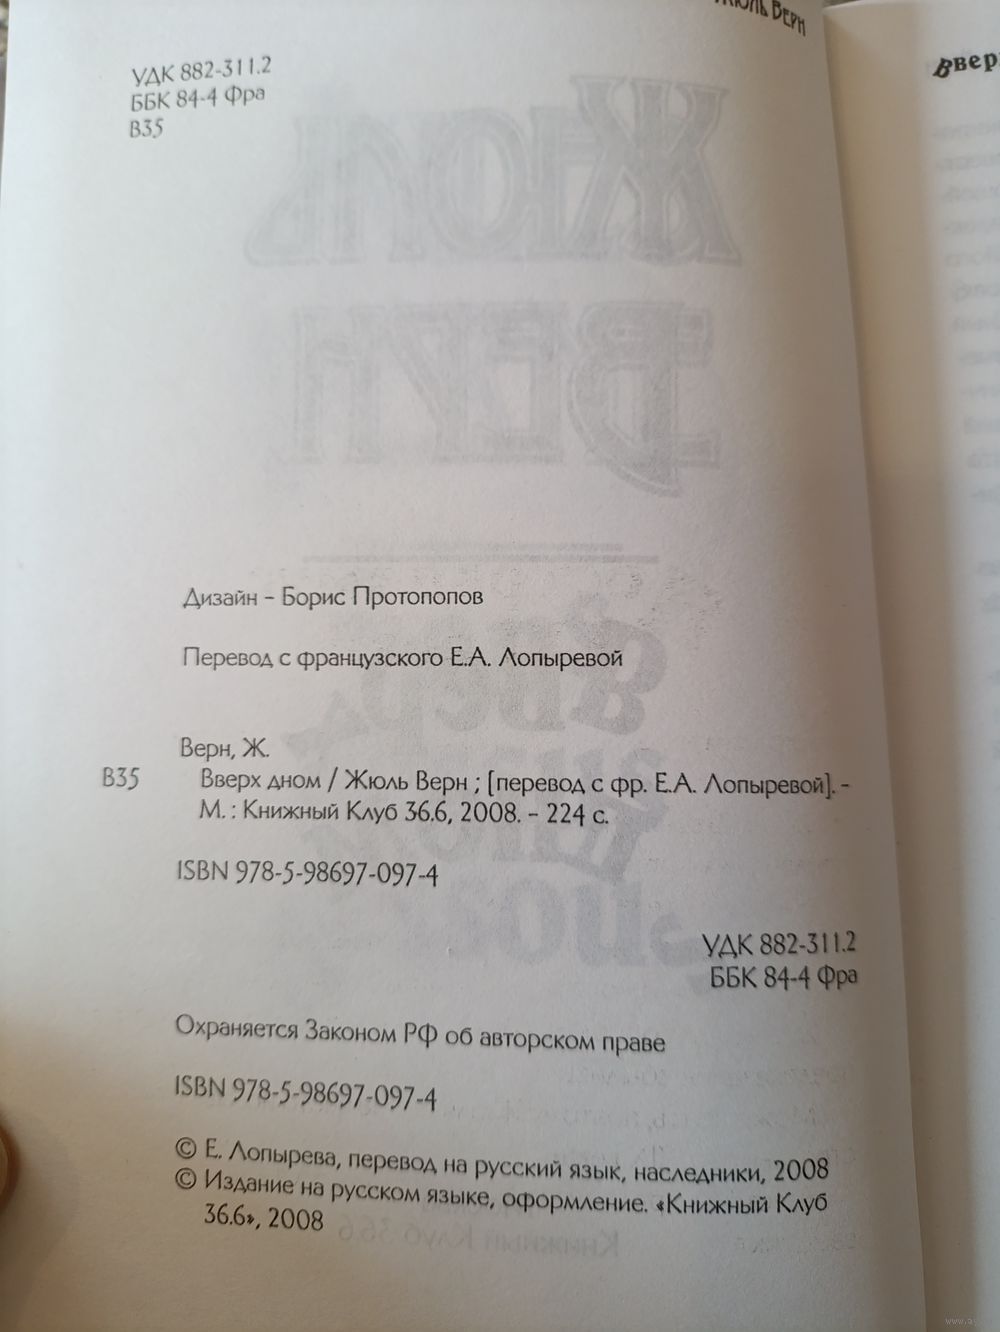 Жюль Верн
УДК 882-311.2
ББК 84-4 Фра
В35
Дизайн – Борис Протопопов
Перевод с французского Е.А. Лопыревой
Верн, Ж.
В35 Вверх дном / Жюль Верн ; [перевод с фр. Е.А. Лопыревой]. –
М. : Книжный Клуб 36.6, 2008. – 224 с.
ISBN 978-5-98697-097-4
УДК 882-311.2
ББК 84-4 Фра
Охраняется Законом РФ об авторском праве
ISBN 978-5-98697-097-4
© Е. Лопырева, перевод на русский язык, наследники, 2008
© Издание на русском языке, оформление. «Книжный Клуб
36.6», 2008